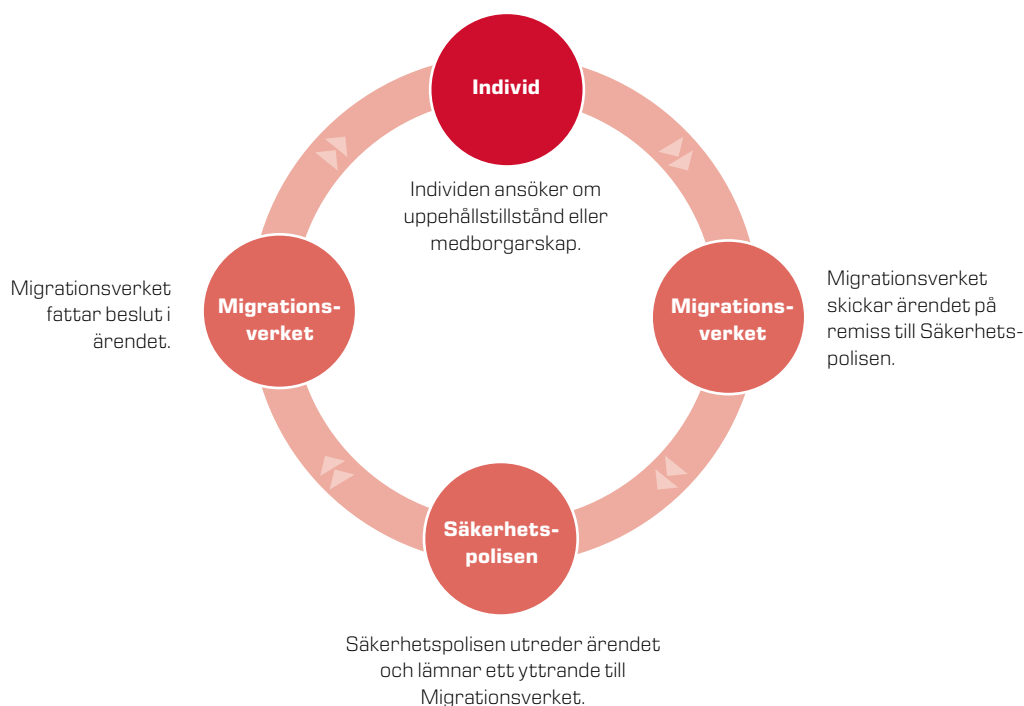 Individ
Individen ansöker om
uppehållstillstånd eller
medborgarskap.
Migrations-
verket
Migrationsverket
skickar ärendet på
remiss till Säkerhets-
polisen.
Säkerhets-
polisen
Säkerhetspolisen utreder ärendet
och lämnar ett yttrande till
Migrationsverket.
Migrations-
verket
Migrationsverket
fattar beslut i
ärendet.